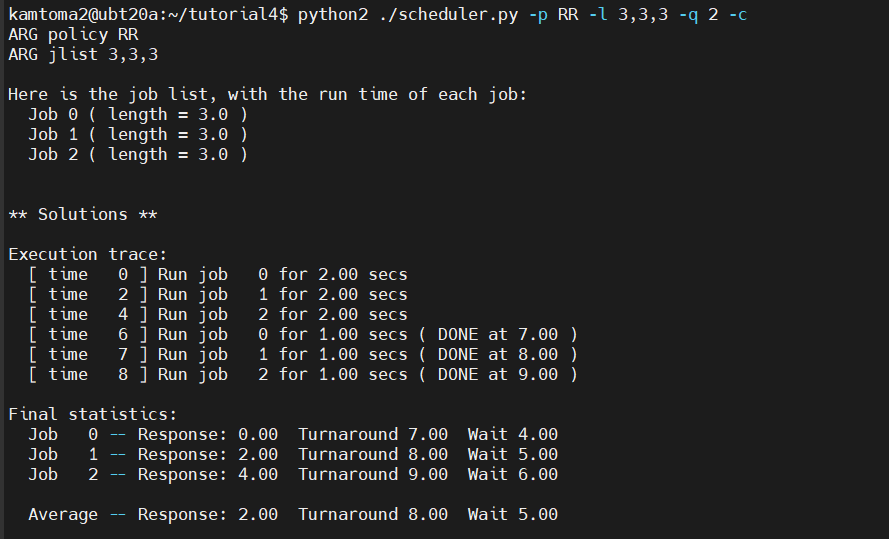 kamtoma2@ubt20a:~/tutorial4$ python2 ./scheduler.py -p RR -l 3,3,3 -q 2 -c
ARG policy RR
ARG jlist 3,3,3
Here is the job list, with the run time of each job:
Job 0 ( length = 3.0 )
Job 1 ( length = 3.0 )
Job 2 ( length = 3.0 )
** Solutions **
Execution trace:
[ time   0 ] Run job   0 for 2.00 secs
[ time   2 ] Run job   1 for 2.00 secs
[ time   4 ] Run job   2 for 2.00 secs
[ time   6 ] Run job   0 for 1.00 secs ( DONE at 7.00 )
[ time   7 ] Run job   1 for 1.00 secs ( DONE at 8.00 )
[ time   8 ] Run job   2 for 1.00 secs ( DONE at 9.00 )
Final statistics:
Job   0 -- Response: 0.00  Turnaround 7.00  Wait 4.00
Job   1 -- Response: 2.00  Turnaround 8.00  Wait 5.00
Job   2 -- Response: 4.00  Turnaround 9.00  Wait 6.00
Average -- Response: 2.00  Turnaround 8.00  Wait 5.00